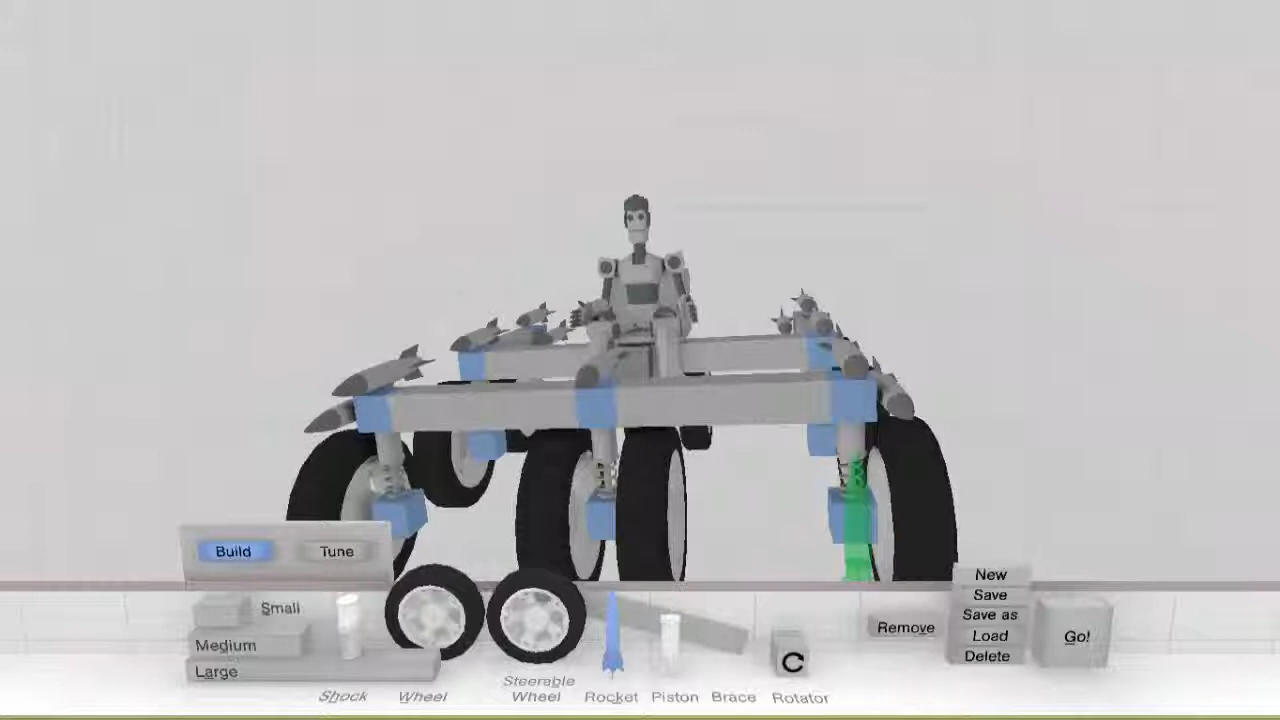 Build
Tune
New
Save
Save as
Load
Delete
Small
Medium
Large
Remove
Go!
C
Shock
Wheel
Steerable
Wheel
Rocket
Piston
Brace
Rotator